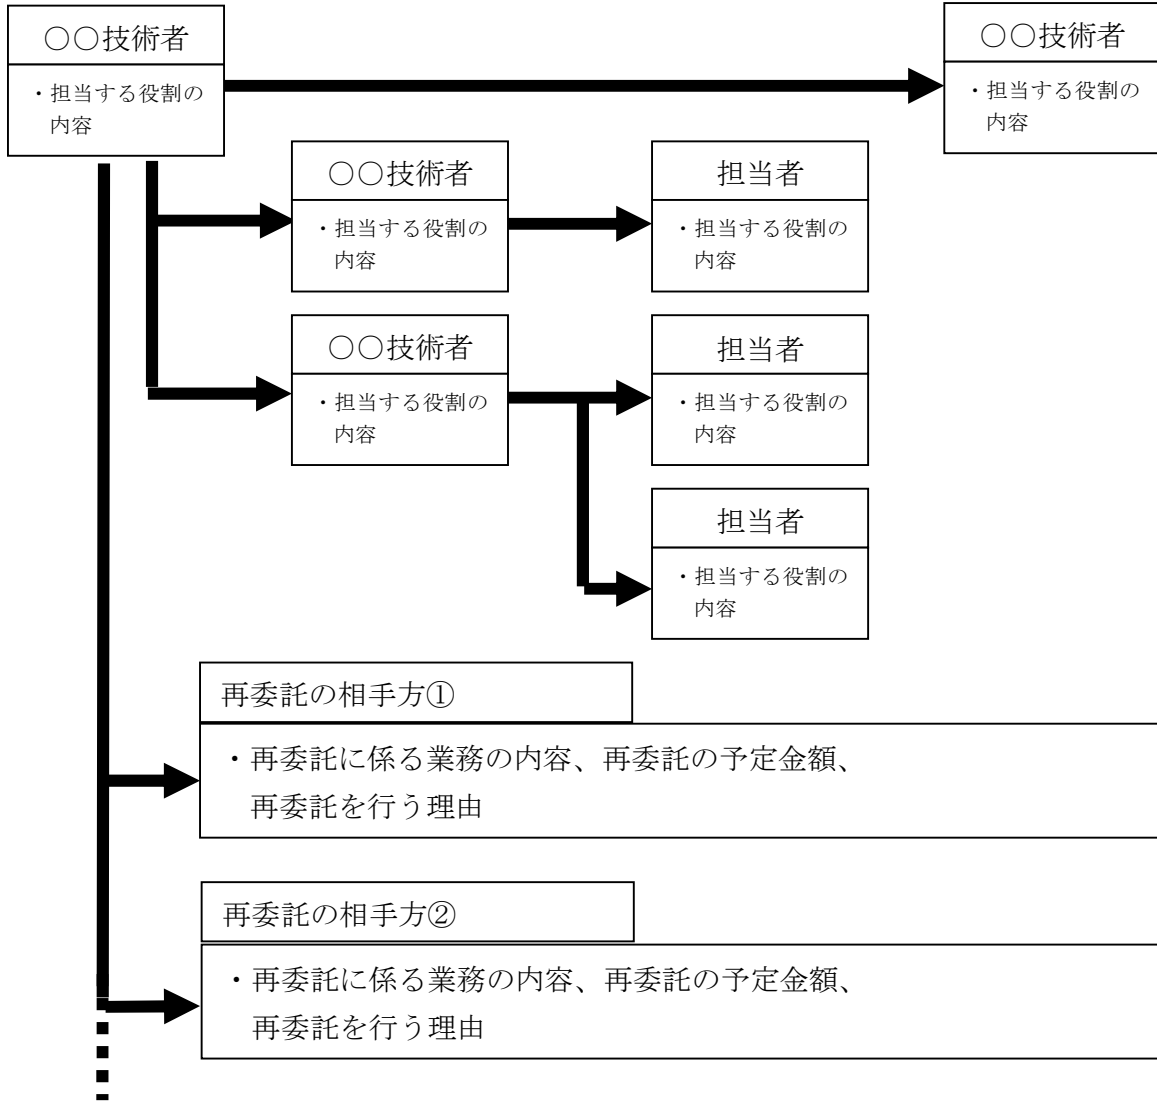 ○○技術者
・担当する役割の
内容
○○技術者
・担当する役割の
内容
○○技術者
・担当する役割の
内容
担当者
・担当する役割の
内容
○○技術者
・担当する役割の
内容
担当者
・担当する役割の
内容
担当者
・担当する役割の
内容
再委託の相手方①
・再委託に係る業務の内容、再委託の予定金額、
再委託を行う理由
再委託の相手方②
・再委託に係る業務の内容、再委託の予定金額、
再委託を行う理由